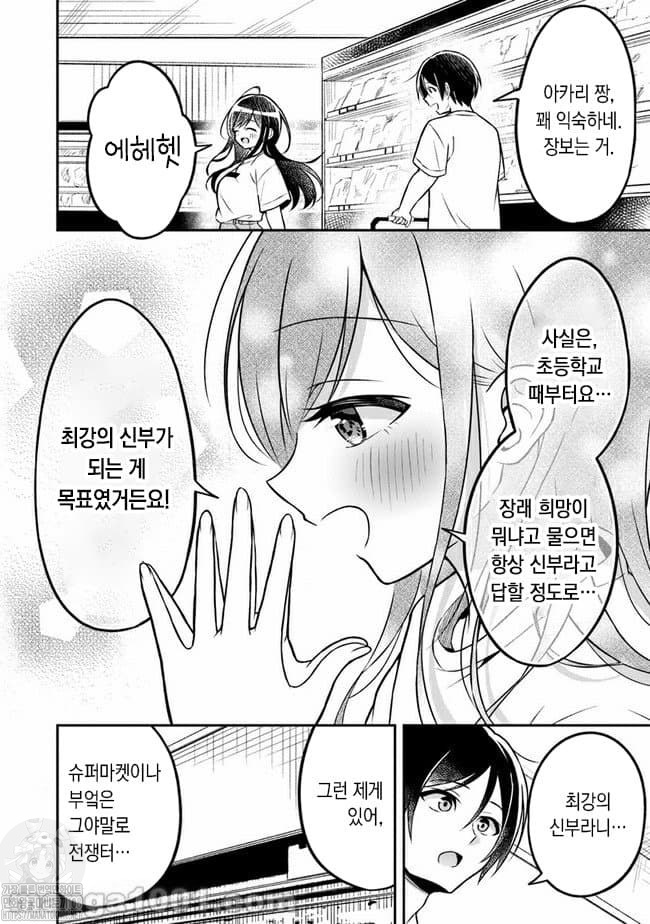 아카리 짱,
꽤 익숙하네.
장보는 거.
에헤헷
사실은,
초등학교
때부터요…
장래 희망이
뭐냐고 물으면
항상 신부라고
답할 정도로…
최강의 신부가
되는 게
목표였거든요!
최강의
신부라니…
그런 제게
있어,
슈퍼마켓이나
부엌은
그야말로
전쟁터…